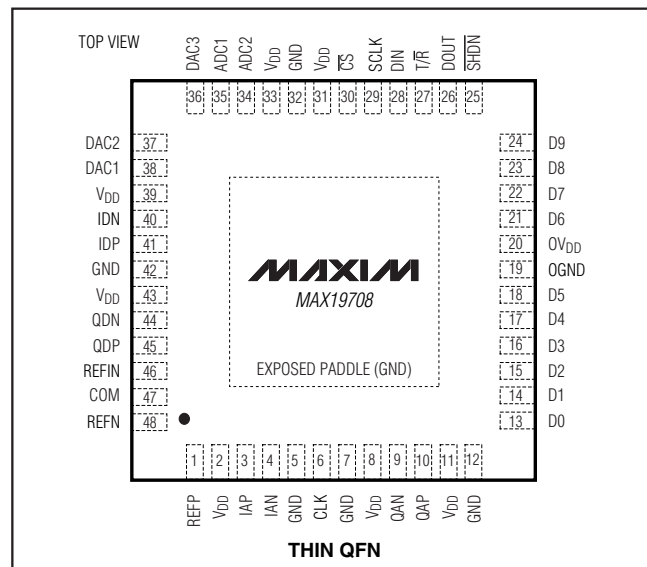 TOP VIEW
DAC3 ADC1 ADC2 VDD GND VDD CS SCLK DIN T/R DOUT SHDN
36 35 34 33 32 31 30 29 28 27 26 25
DAC2 37
DAC1 38
VDD 39
IDN 40
IDP 41
GND 42
VDD 43
QDN 44
QDP 45
REFIN 46
COM 47
REFN 48
MAXIM
MAX19708
EXPOSED PADDLE (GND)
24 D9
23 D8
22 D7
21 D6
20 OVDD
19 OGND
18 D5
17 D4
16 D3
15 D2
14 D1
13 D0
1 2 3 4 5 6 7 8 9 10 11 12
REFP VDD IAP IAN GND CLK GND VDD QAN QAP VDD GND
THIN QFN